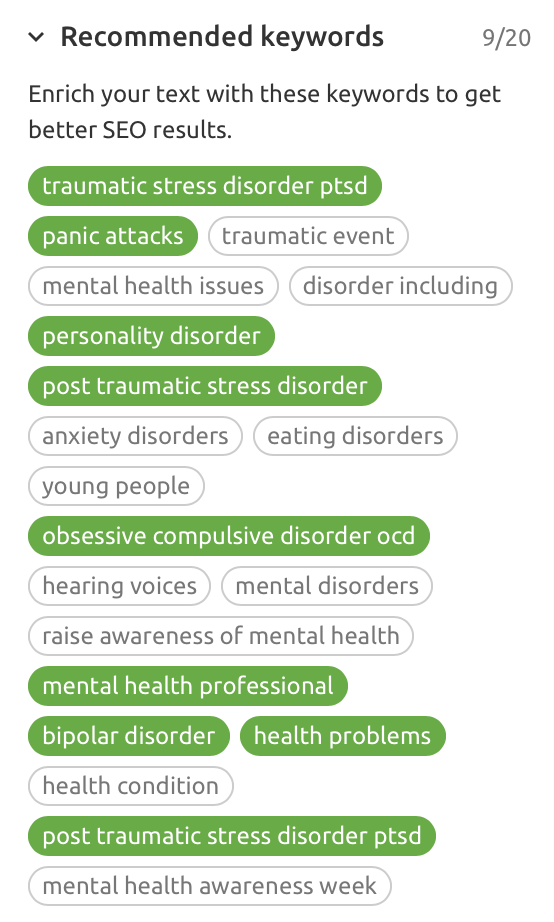 Recommended keywords 9/20
Enrich your text with these keywords to get
better SEO results.
traumatic stress disorder ptsd
panic attacks traumatic event
mental health issues disorder including
personality disorder
post traumatic stress disorder
anxiety disorders eating disorders
young people
obsessive compulsive disorder ocd
hearing voices mental disorders
raise awareness of mental health
mental health professional
bipolar disorder health problems
health condition
post traumatic stress disorder ptsd
mental health awareness week